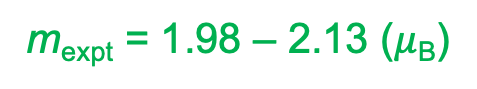 mexpt = 1.98 – 2.13 (μB)